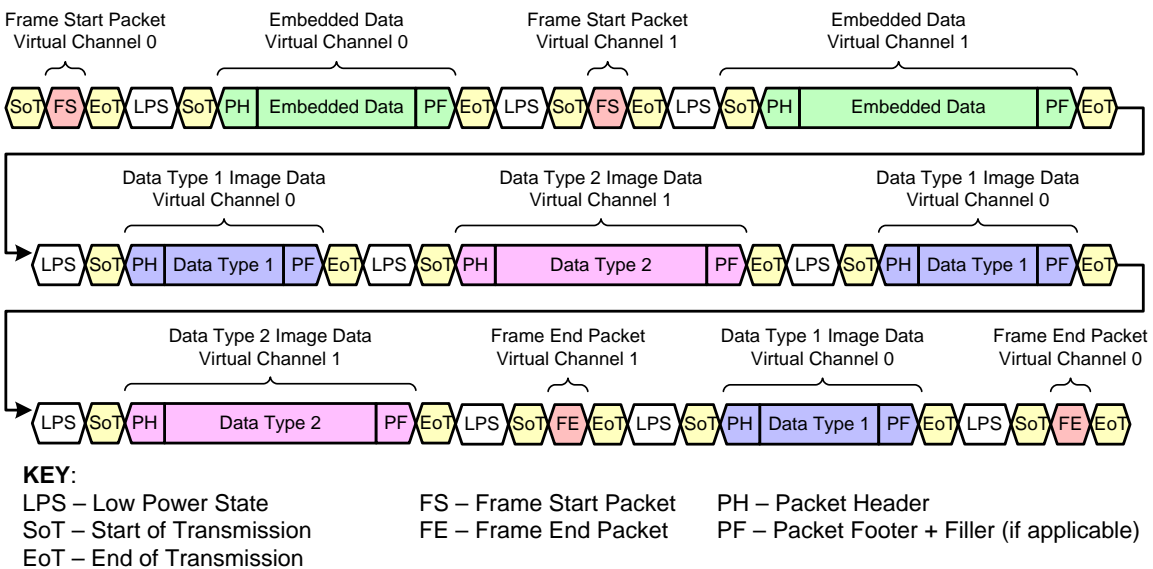 Frame Start Packet
Virtual Channel 0
Embedded Data
Virtual Channel 0
Frame Start Packet
Virtual Channel 1
Embedded Data
Virtual Channel 1
SoT FS EoT LPS SoT PH Embedded Data PF EoT LPS SoT FS EoT LPS SoT PH Embedded Data PF EoT
Data Type 1 Image Data
Virtual Channel 0
Data Type 2 Image Data
Virtual Channel 1
Data Type 1 Image Data
Virtual Channel 0
LPS SoT PH Data Type 1 PF EoT LPS SoT PH Data Type 2 PF EoT LPS SoT PH Data Type 1 PF EoT
Data Type 2 Image Data
Virtual Channel 1
Frame End Packet
Virtual Channel 1
Data Type 1 Image Data
Virtual Channel 0
Frame End Packet
Virtual Channel 0
LPS SoT PH Data Type 2 PF EoT LPS SoT FE EoT LPS SoT PH Data Type 1 PF EoT LPS SoT FE EoT
KEY:
LPS – Low Power State
SoT – Start of Transmission
EoT – End of Transmission
FS – Frame Start Packet
FE – Frame End Packet
PH – Packet Header
PF – Packet Footer + Filler (if applicable)